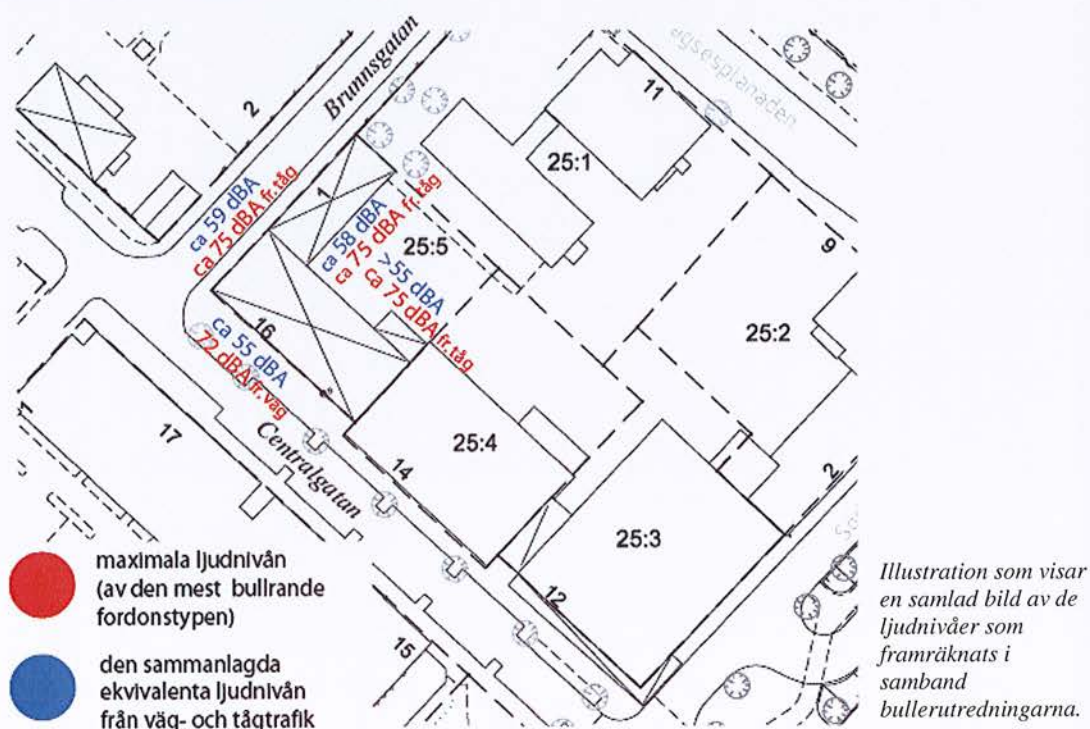 Brunnsgatan
2
11
25:1
1
ca 59 dBA
ca 75 dBA fr.tåg
ca 58 dBA
ca 75 dBA fr.tåg
25:5
>55 dBA
ca 75 dBA fr.tåg
9
25:2
16
ca 55 dBA
72 dBA fr.väg
17
Centralgatan
14
25:4
2
25:3
12
15
maximala ljudnivån
(av den mest bullrande
fordonstypen)
den sammanlagda
ekvivalenta ljudnivån
från väg- och tågtrafik
Illustration som visar
en samlad bild av de
ljudnivåer som
framräknats i
samband
bullerutredningarna.